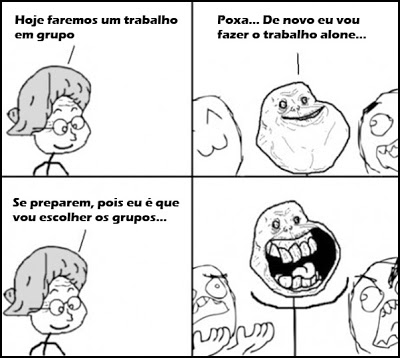 Hoje faremos um trabalho
em grupo
Poxa... De novo eu vou
fazer o trabalho alone...
Se preparem, pois eu é que
vou escolher os grupos...